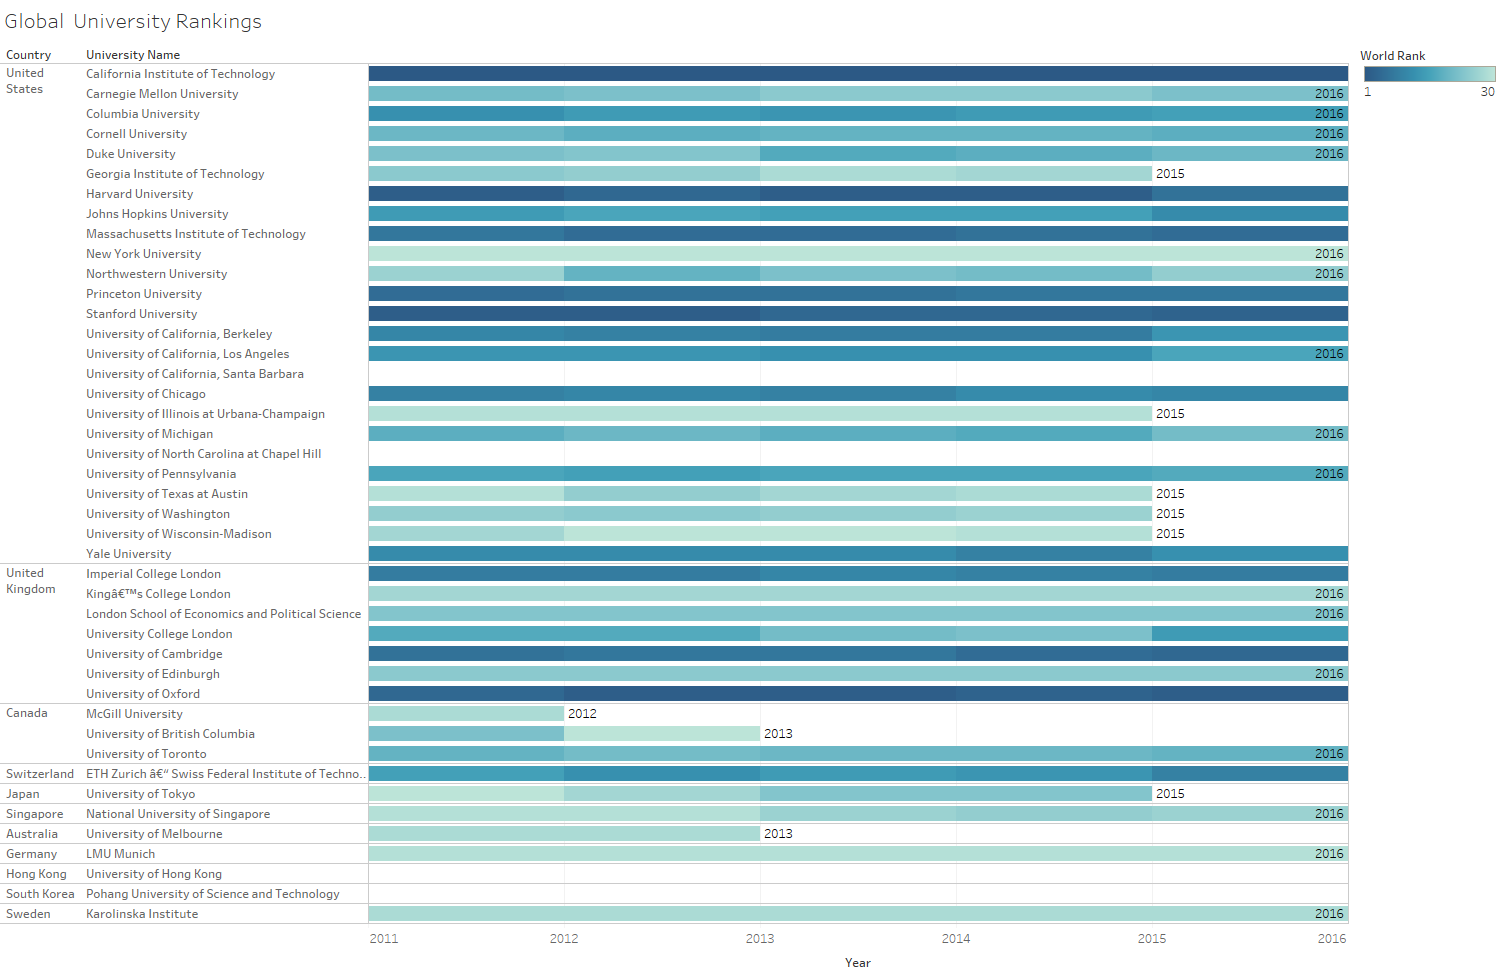 Global University Rankings
Country University Name World Rank
1 30
United States
California Institute of Technology
Carnegie Mellon University 2016
Columbia University 2016
Cornell University 2016
Duke University 2016
Georgia Institute of Technology 2015
Harvard University
Johns Hopkins University
Massachusetts Institute of Technology
New York University 2016
Northwestern University 2016
Princeton University
Stanford University
University of California, Berkeley
University of California, Los Angeles 2016
University of California, Santa Barbara
University of Chicago
University of Illinois at Urbana-Champaign 2015
University of Michigan 2016
University of North Carolina at Chapel Hill
University of Pennsylvania 2016
University of Texas at Austin 2015
University of Washington 2015
University of Wisconsin-Madison 2015
Yale University
United Kingdom
Imperial College London
Kingâ€™s College London 2016
London School of Economics and Political Science 2016
University College London
University of Cambridge
University of Edinburgh 2016
University of Oxford
Canada McGill University 2012
University of British Columbia 2013
University of Toronto 2016
Switzerland ETH Zurich â€“ Swiss Federal Institute of Techno..
Japan University of Tokyo 2015
Singapore National University of Singapore 2016
Australia University of Melbourne 2013
Germany LMU Munich 2016
Hong Kong University of Hong Kong
South Korea Pohang University of Science and Technology
Sweden Karolinska Institute 2016
2011 2012 2013 2014 2015 2016
Year